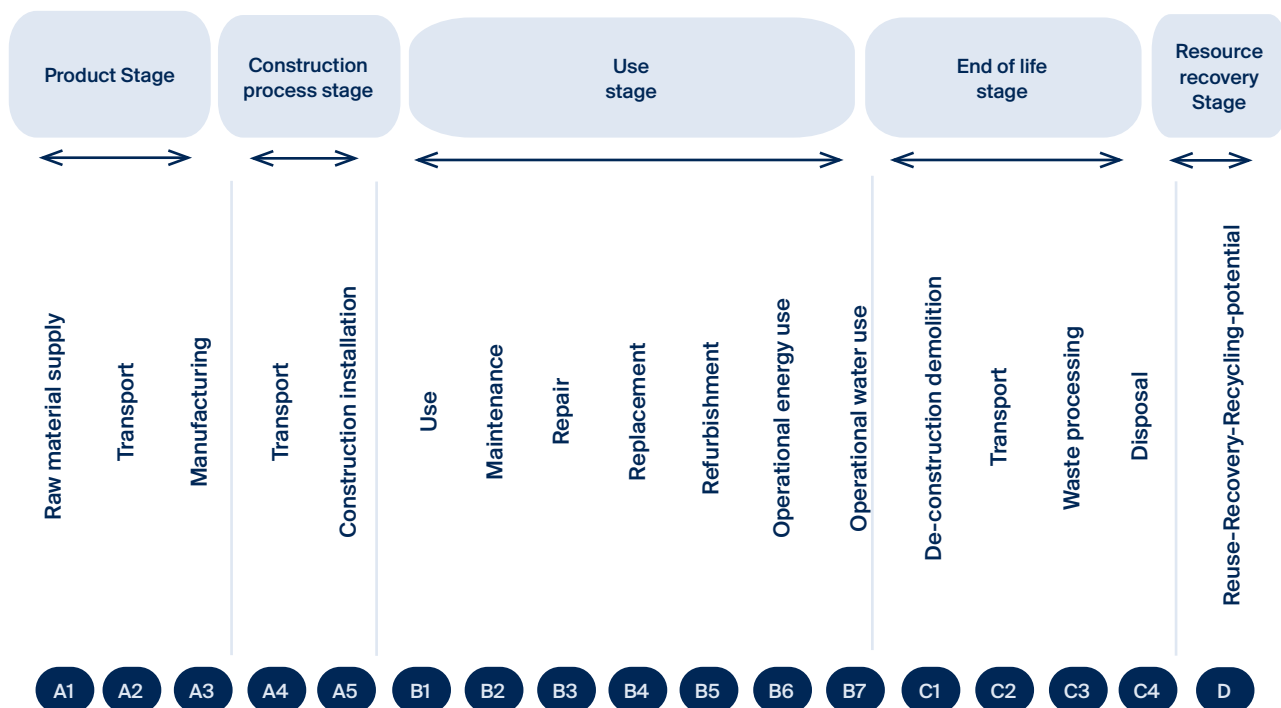 Product Stage
Construction
process stage
Use
stage
End of life
stage
Resource
recovery
Stage
Raw material supply
Transport
Manufacturing
Transport
Construction installation
Use
Maintenance
Repair
Replacement
Refurbishment
Operational energy use
Operational water use
De-construction demolition
Transport
Waste processing
Disposal
Reuse-Recovery-Recycling-potential
A1
A2
A3
A4
A5
B1
B2
B3
B4
B5
B6
B7
C1
C2
C3
C4
D